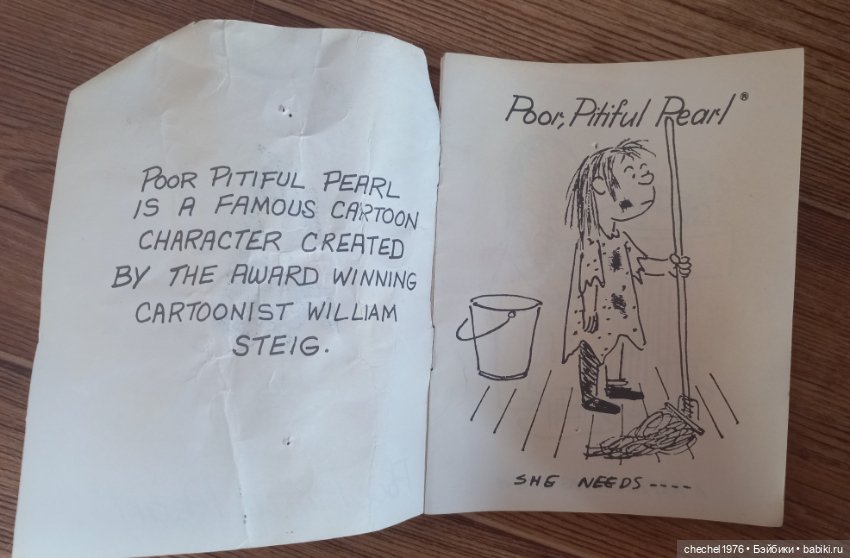 POOR PITIFUL PEARL
IS A FAMOUS CARTOON
CHARACTER CREATED
BY THE AWARD WINNING
CARTOONIST WILLIAM
STEIG.
Poor, Pitiful Pearl®
SHE NEEDS----
chechel1976 • Бэйбики • babiki.ru